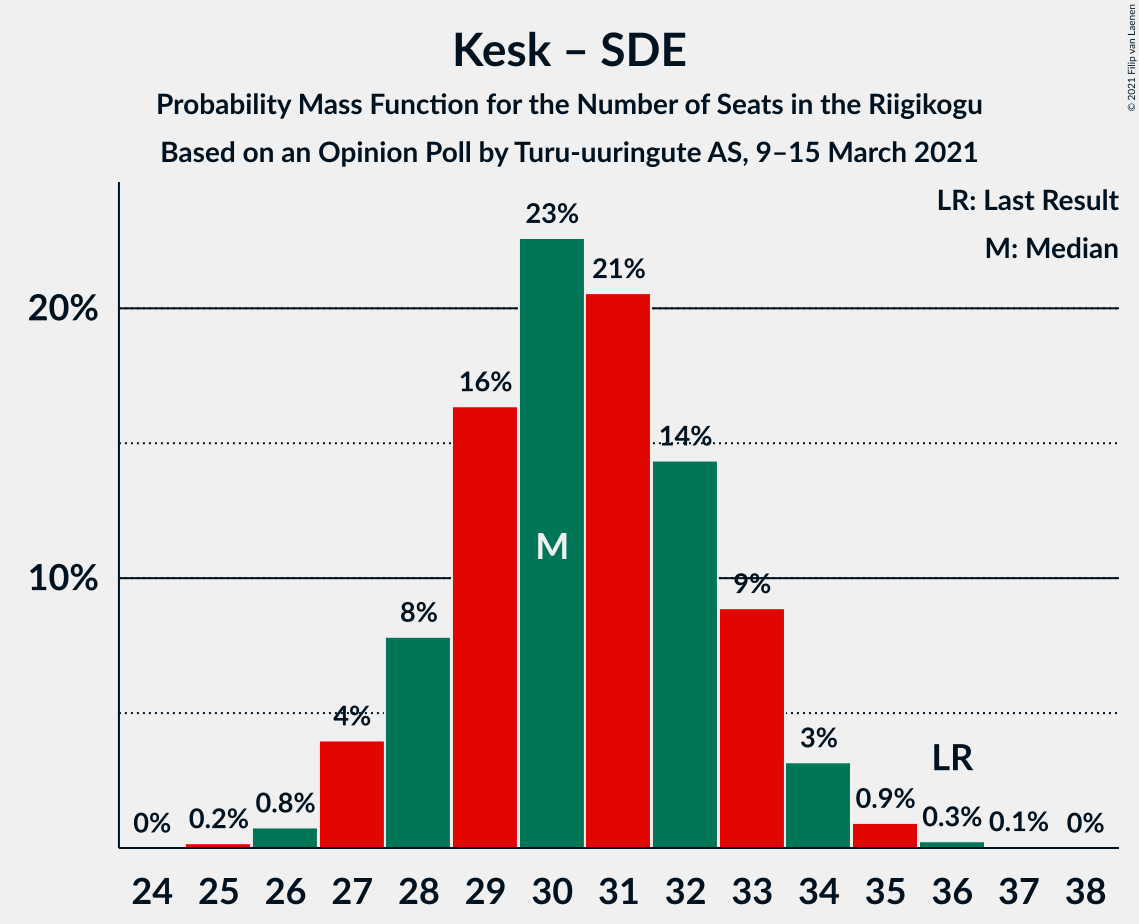 Kesk – SDE
Probability Mass Function for the Number of Seats in the Riigikogu
Based on an Opinion Poll by Turu-uuringute AS, 9–15 March 2021
© 2021 Filip van Laenen
LR: Last Result
M: Median
20%
10%
0%
0.2%
0.8%
4%
8%
16%
23%
21%
14%
9%
3%
0.9%
0.3%
0.1%
0%
M
LR
24 25 26 27 28 29 30 31 32 33 34 35 36 37 38